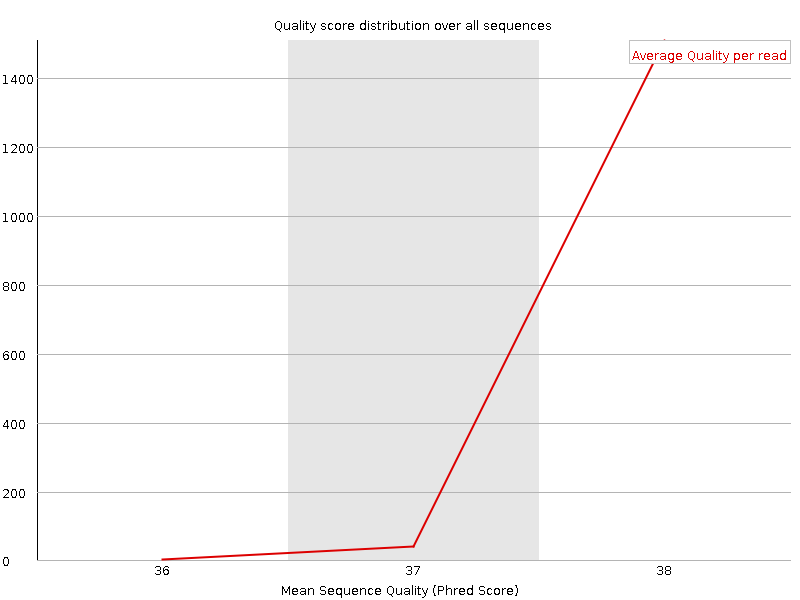 Quality score distribution over all sequences
Average Quality per read
1400
1200
1000
800
600
400
200
0
36 37 38
Mean Sequence Quality (Phred Score)